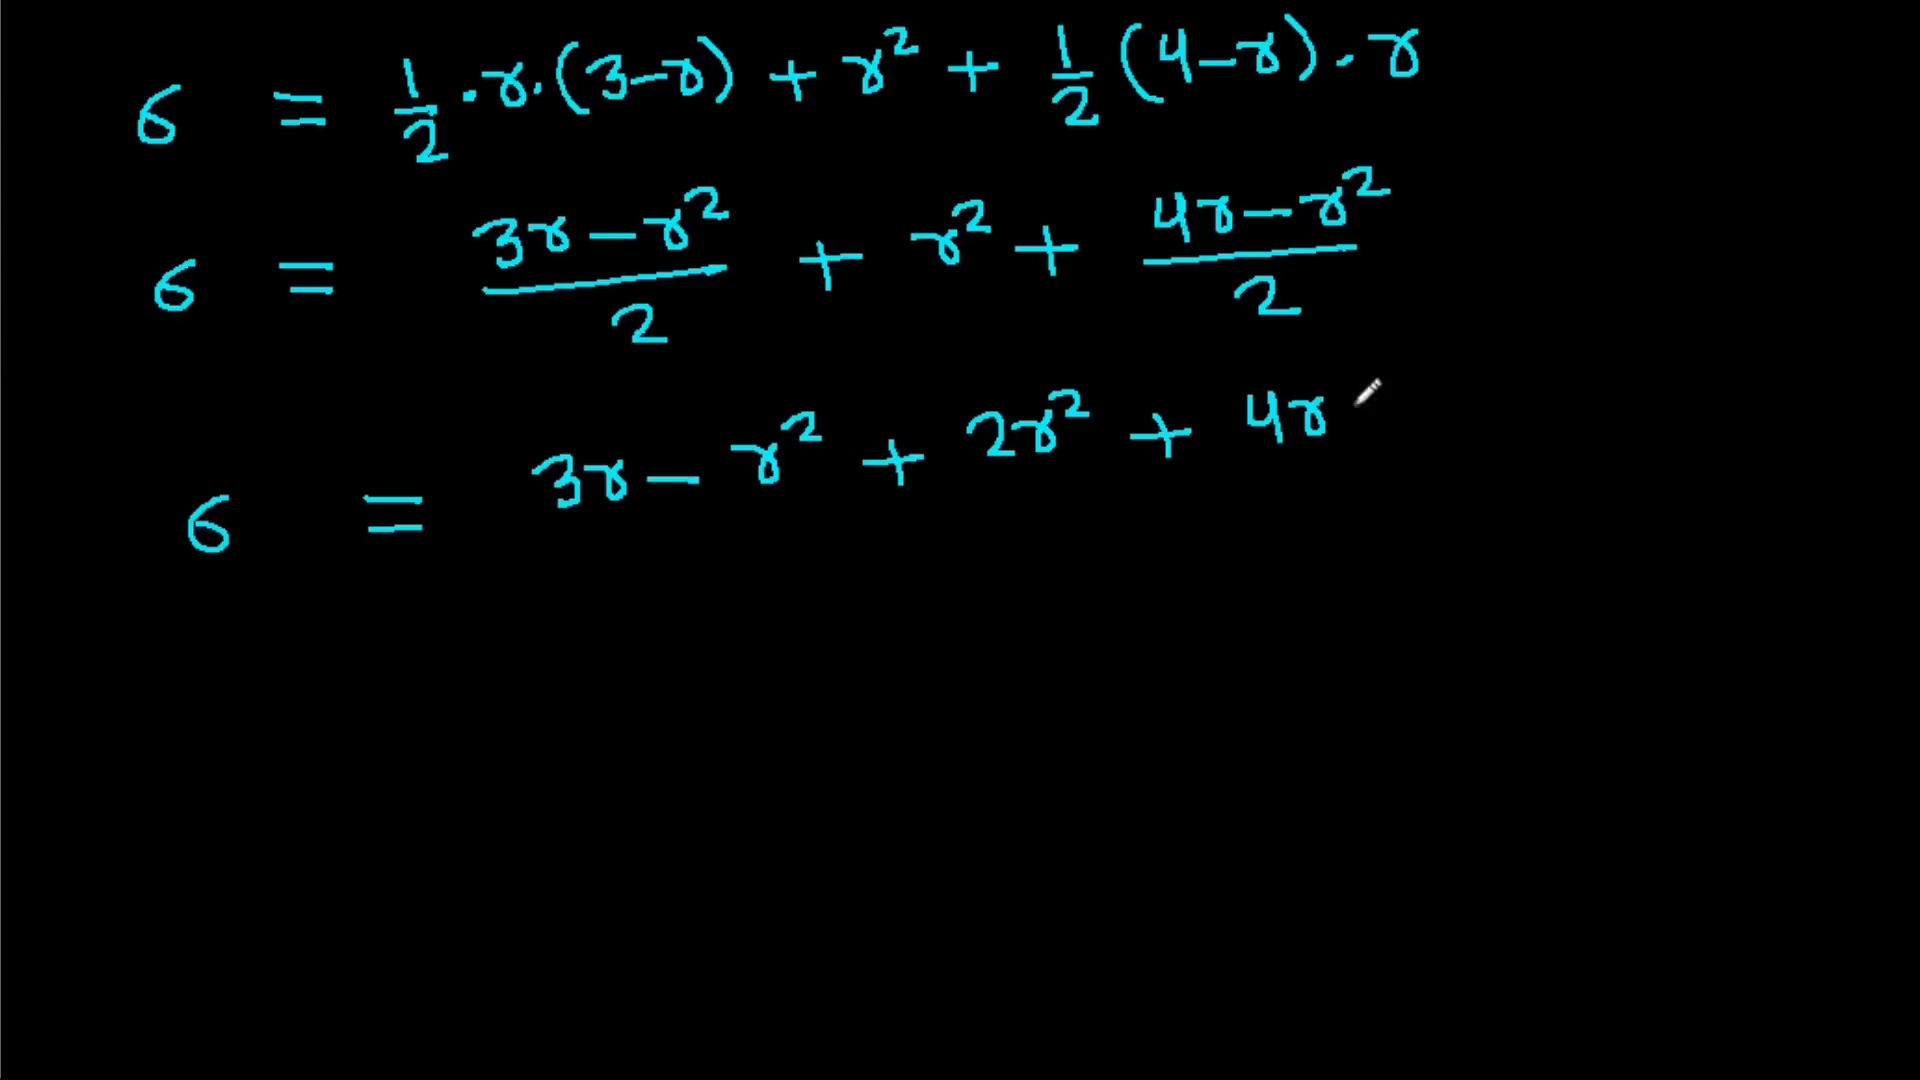 6 = 1/2 · r · (3 - r) + r² + 1/2 (4 - r) · r
6 = (3r - r²)/2 + r² + (4r - r²)/2
6 = 3r - r² + 2r² + 4r